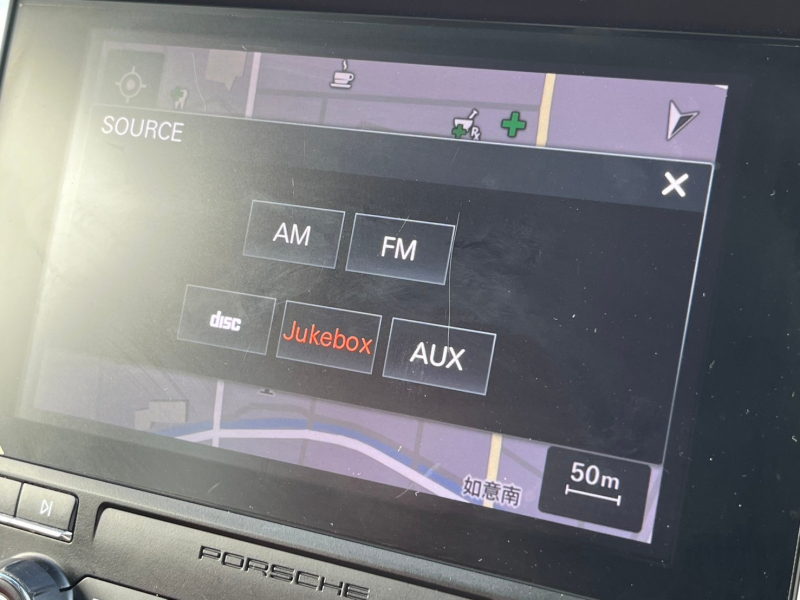 SOURCE
AM
FM
disc
Jukebox
AUX
50m
如意南
PORSCHE